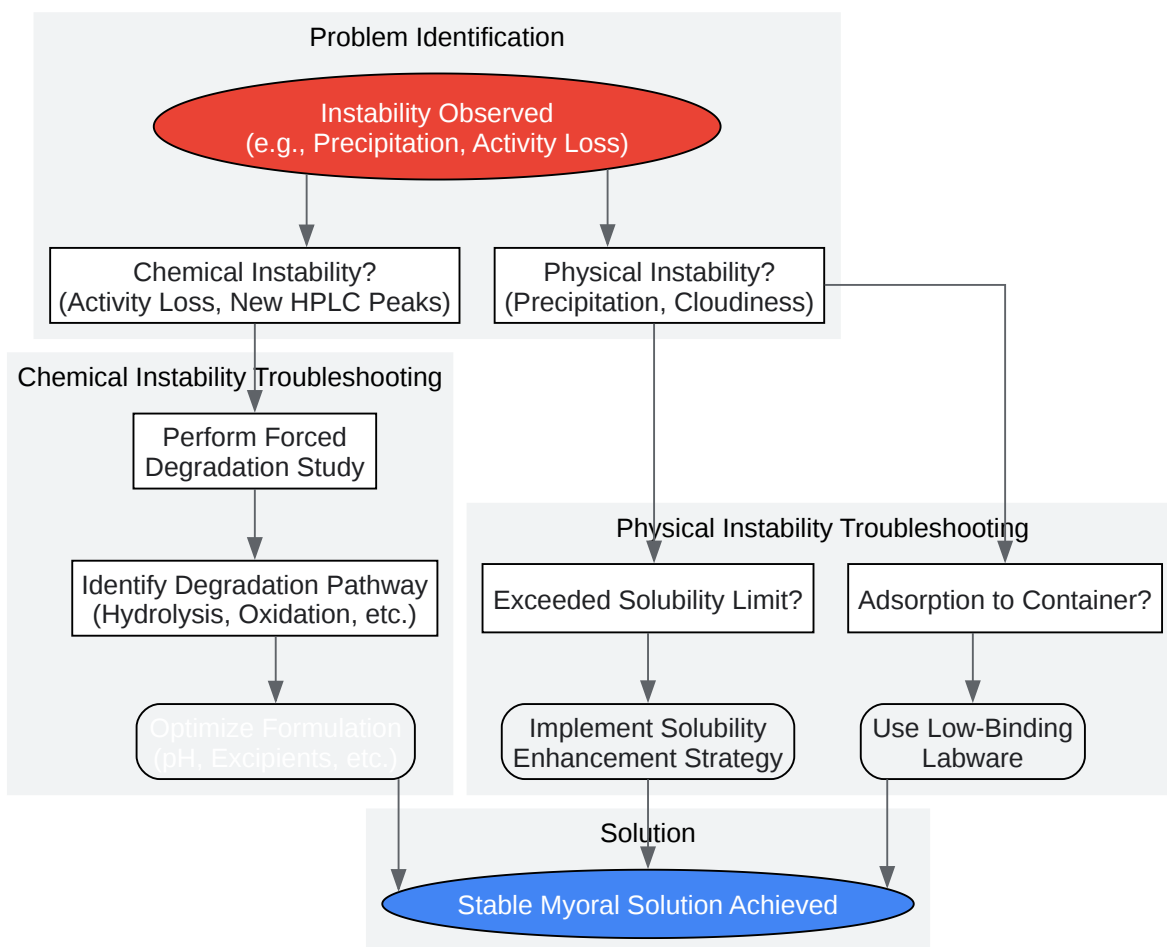 Problem Identification
Instability Observed
(e.g., Precipitation, Activity Loss)
Chemical Instability?
(Activity Loss, New HPLC Peaks)
Physical Instability?
(Precipitation, Cloudiness)
Chemical Instability Troubleshooting
Perform Forced
Degradation Study
Identify Degradation Pathway
(Hydrolysis, Oxidation, etc.)
Optimize Formulation
(pH, Excipients, etc.)
Physical Instability Troubleshooting
Exceeded Solubility Limit?
Adsorption to Container?
Implement Solubility
Enhancement Strategy
Use Low-Binding
Labware
Solution
Stable Myoral Solution Achieved